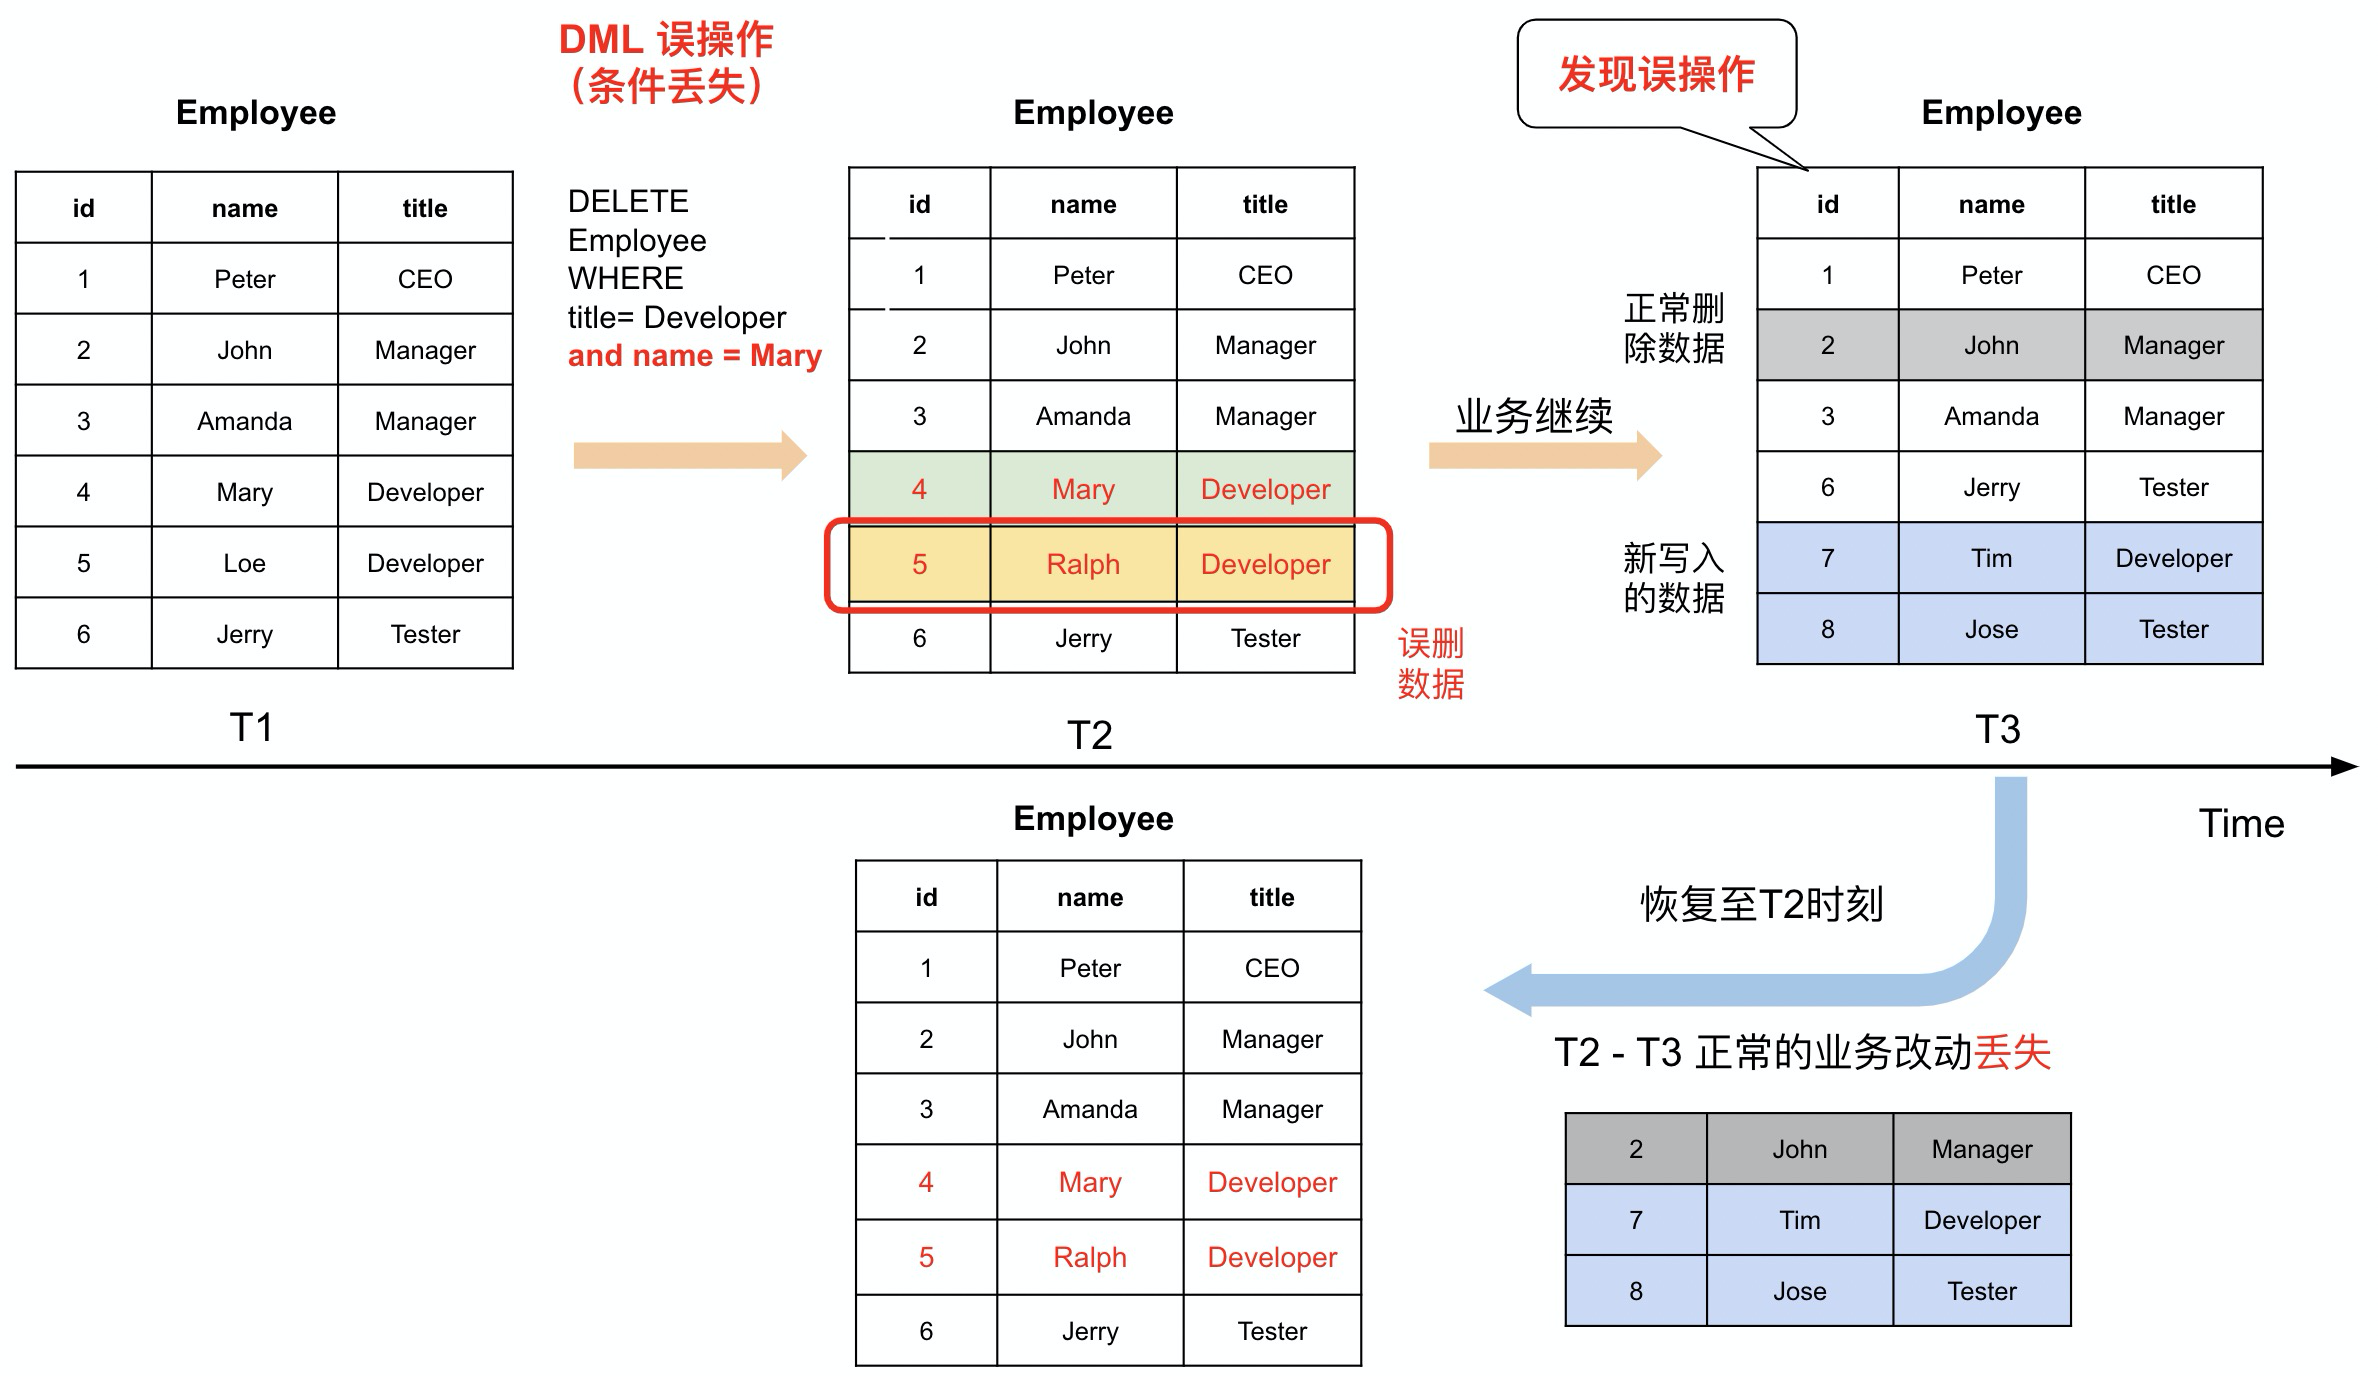 DML 误操作
（条件丢失）
发现误操作
Employee
id name title
1 Peter CEO
2 John Manager
3 Amanda Manager
4 Mary Developer
5 Loe Developer
6 Jerry Tester
T1
DELETE
Employee
WHERE
title= Developer
and name = Mary
Employee
id name title
1 Peter CEO
2 John Manager
3 Amanda Manager
4 Mary Developer
5 Ralph Developer
6 Jerry Tester
误删
数据
T2
业务继续
Employee
id name title
1 Peter CEO
2 John Manager
3 Amanda Manager
6 Jerry Tester
7 Tim Developer
8 Jose Tester
正常删
除数据
新写入
的数据
T3
Time
Employee
id name title
1 Peter CEO
2 John Manager
3 Amanda Manager
4 Mary Developer
5 Ralph Developer
6 Jerry Tester
恢复至T2时刻
T2 - T3 正常的业务改动丢失
2 John Manager
7 Tim Developer
8 Jose Tester